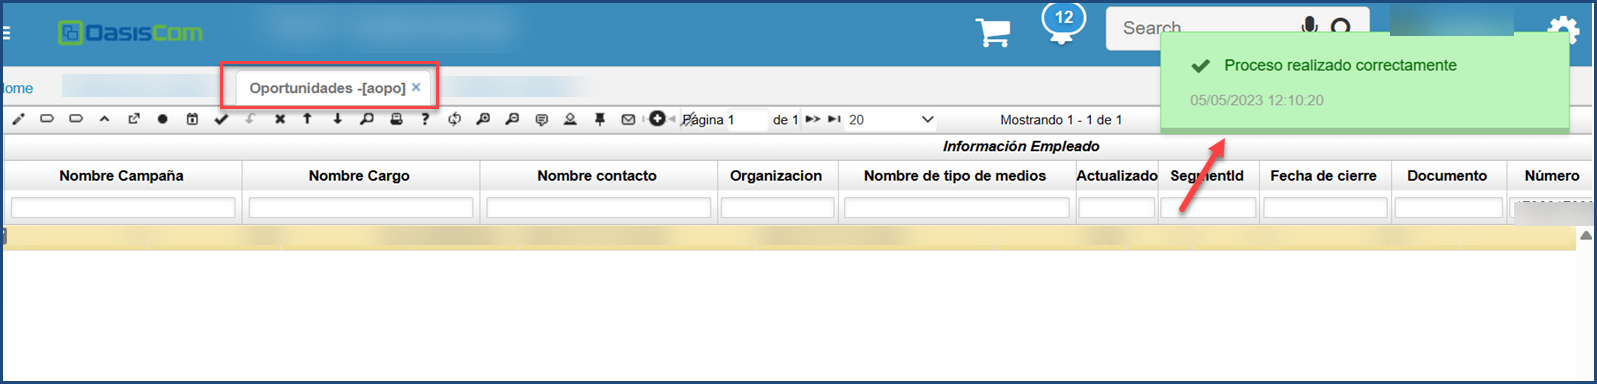 OasisCom
12
Search
Proceso realizado correctamente
05/05/2023 12:10:20
ome
Oportunidades -[aopo] ×
?
Página 1 de 1
20
Mostrando 1 - 1 de 1
Información Empleado
Nombre Campaña Nombre Cargo Nombre contacto Organizacion Nombre de tipo de medios Actualizado SegmentId Fecha de cierre Documento Número